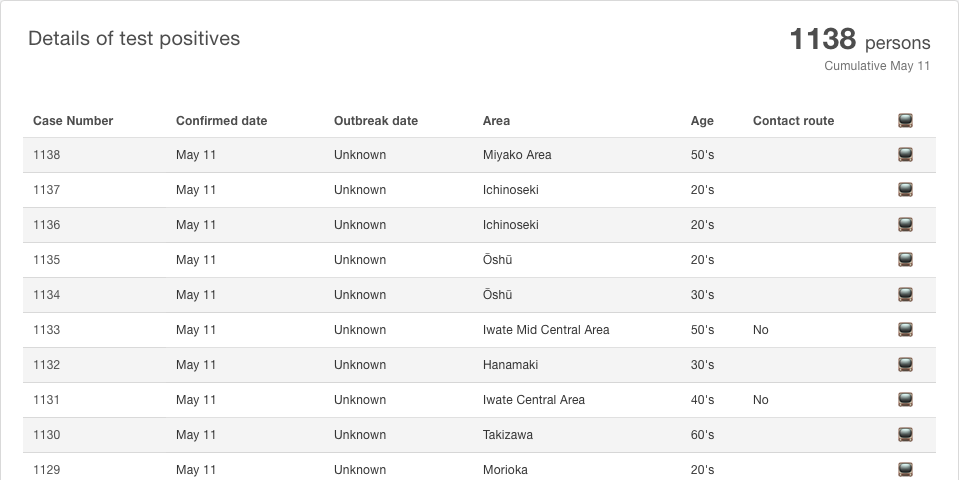 Details of test positives
1138 persons
Cumulative May 11
Case Number Confirmed date Outbreak date Area Age Contact route
1138 May 11 Unknown Miyako Area 50's
1137 May 11 Unknown Ichinoseki 20's
1136 May 11 Unknown Ichinoseki 20's
1135 May 11 Unknown Ōshū 20's
1134 May 11 Unknown Ōshū 30's
1133 May 11 Unknown Iwate Mid Central Area 50's No
1132 May 11 Unknown Hanamaki 30's
1131 May 11 Unknown Iwate Central Area 40's No
1130 May 11 Unknown Takizawa 60's
1129 May 11 Unknown Morioka 20's